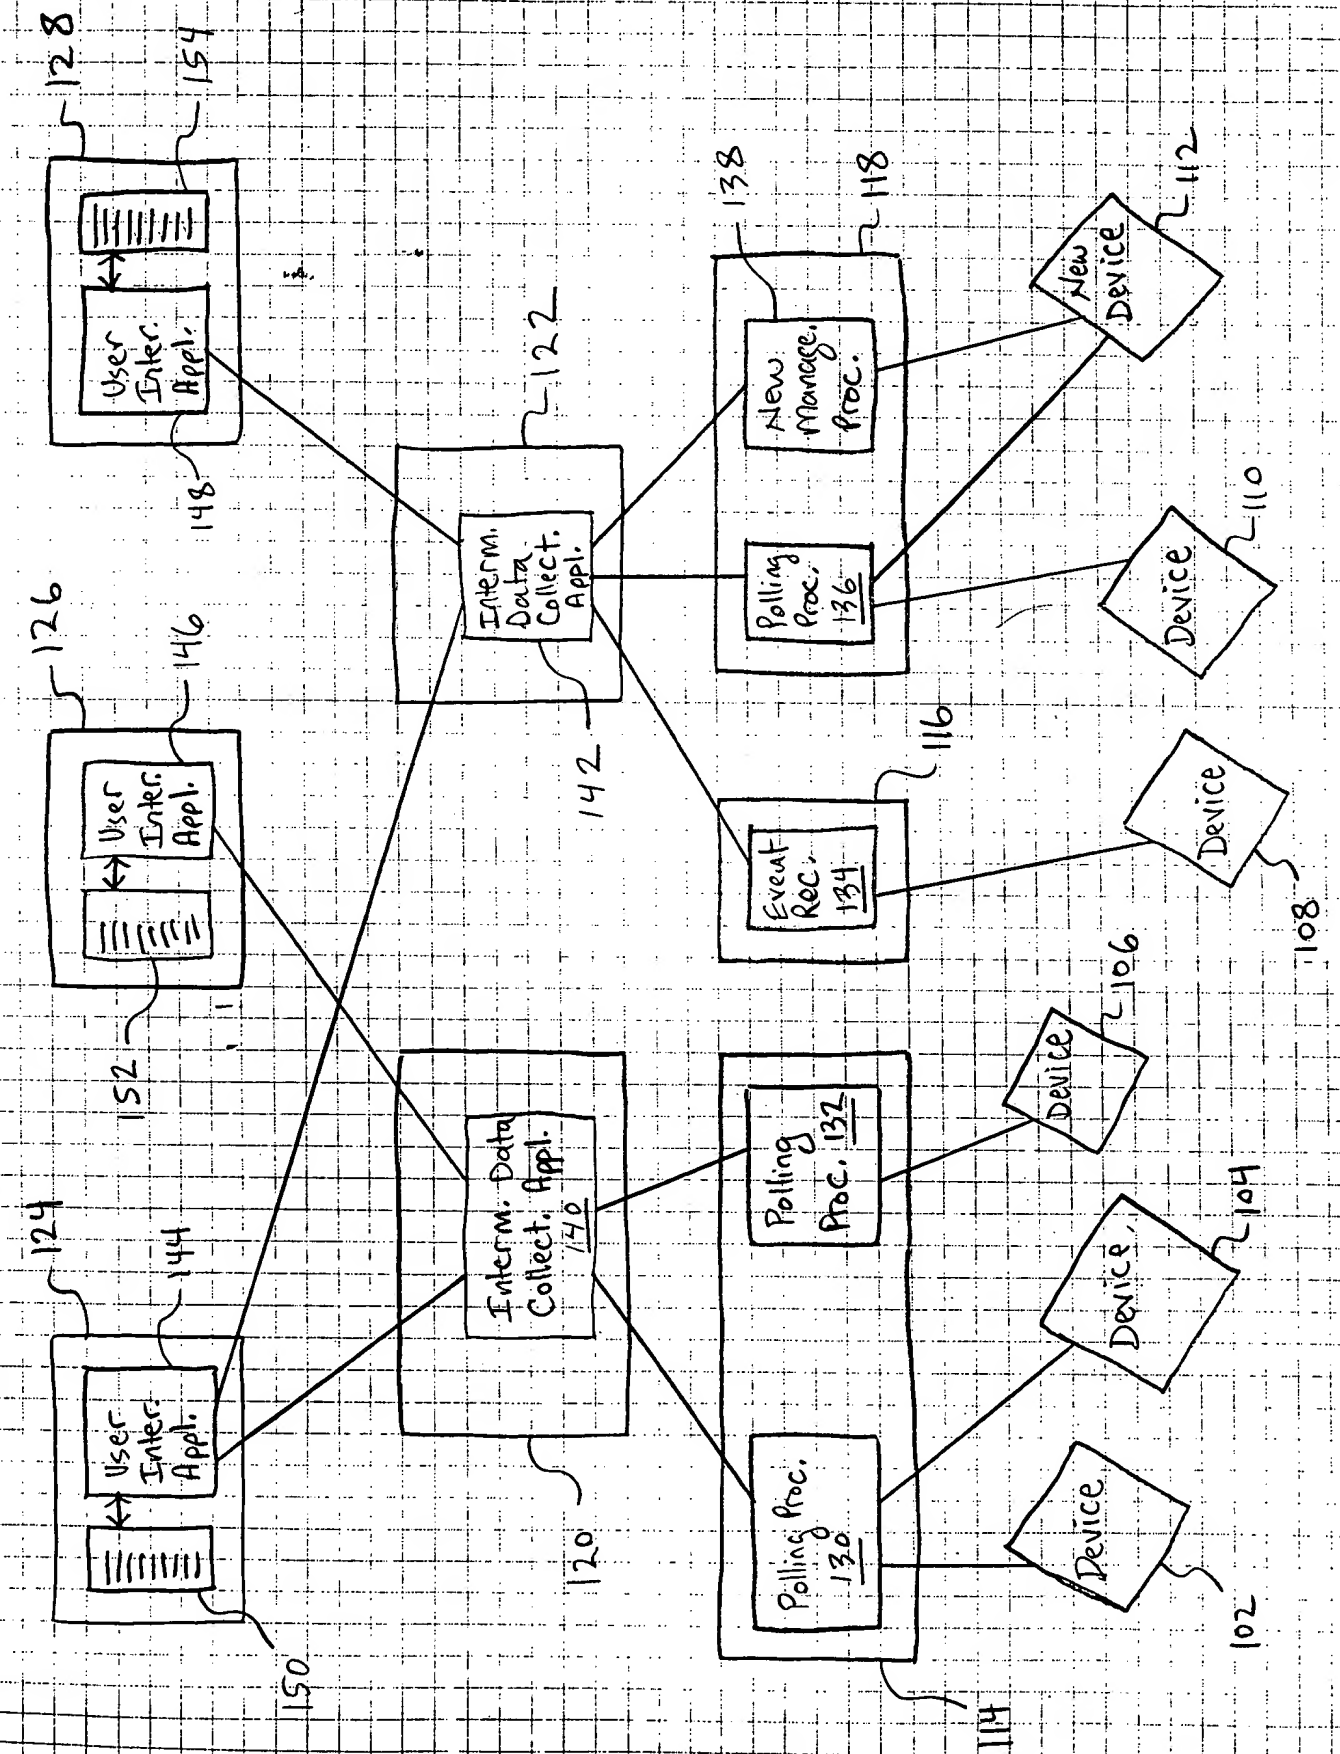 124
144
User
Inter.
Appl.
150
126
146
User
Inter.
Appl.
152
128
154
User
Inter.
Appl.
148
Interm. Data
Collect. Appl.
140
120
Interm.
Data
Collect.
Appl.
142
122
Polling Proc.
130
Polling
Proc. 132
114
Event
Rec.
134
116
Polling
Proc.
136
New
Manage.
Proc.
138
118
Device
102
Device
104
Device
106
Device
108
Device
110
New
Device
112